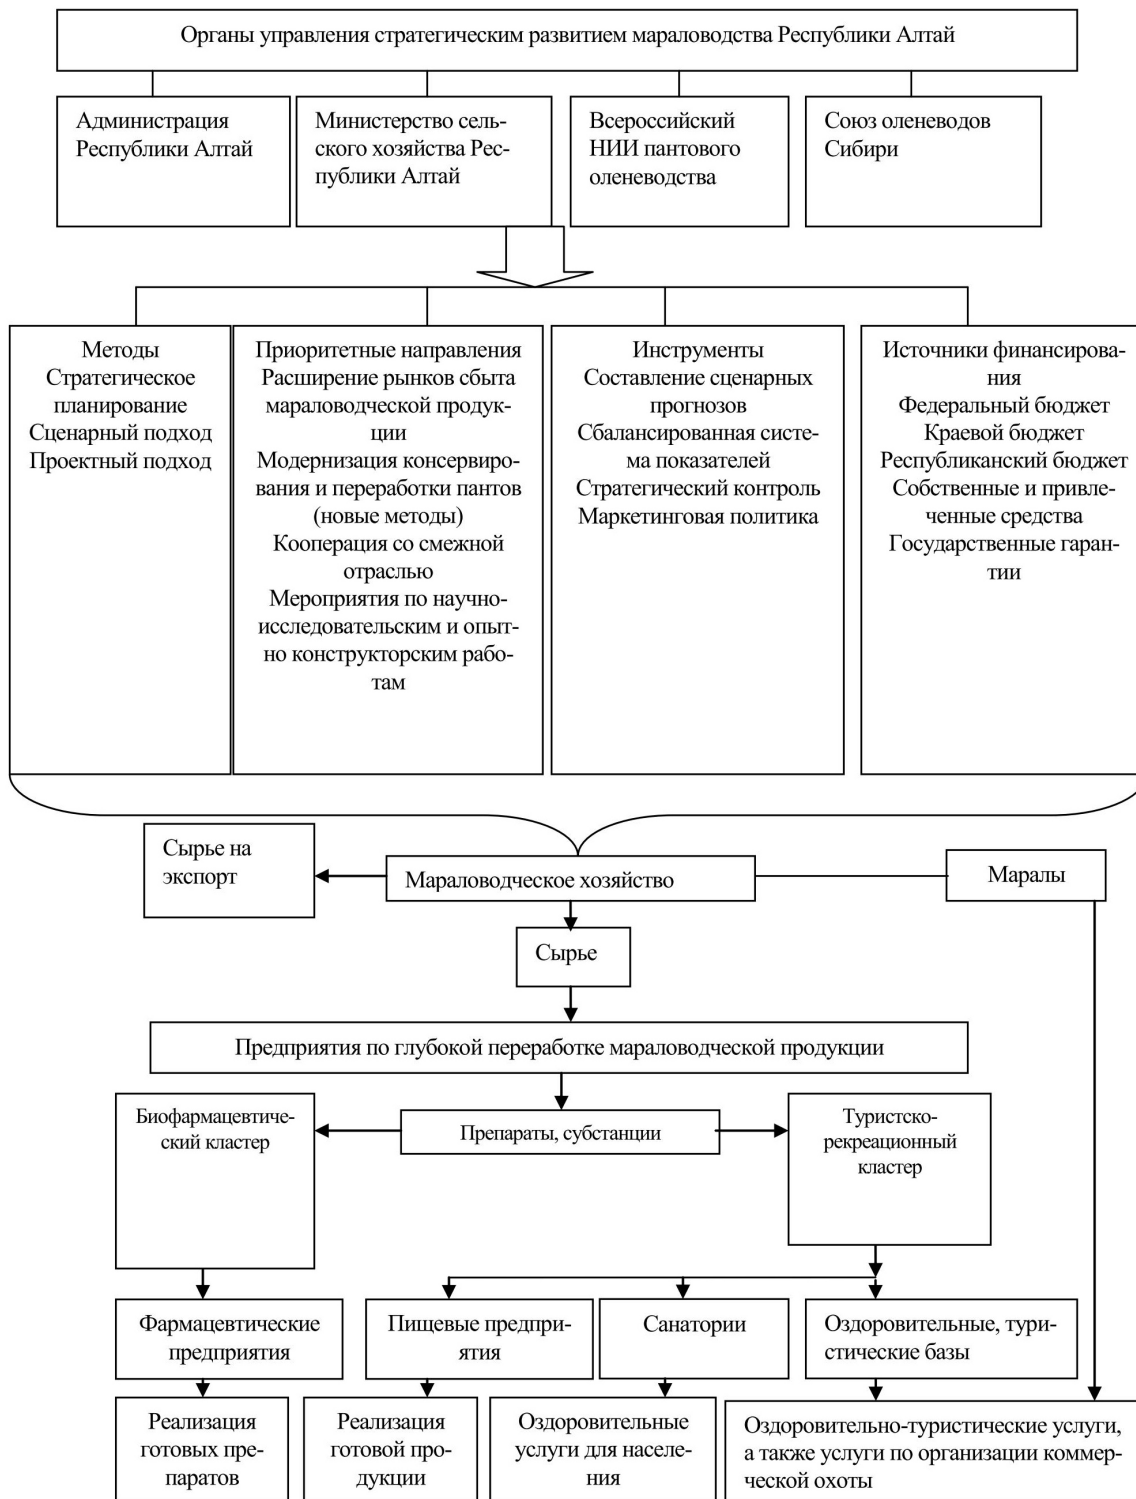 Органы управления стратегическим развитием мараловодства Республики Алтай
Администрация
Республики Алтай
Министерство сель-
ского хозяйства Рес-
публики Алтай
Всероссийский
НИИ пантового
оленеводства
Союз оленеводов
Сибири
Методы
Стратегическое
планирование
Сценарный подход
Проектный подход
Приоритетные направления
Расширение рынков сбыта
мараловодческой продук-
ции
Модернизация консервиро-
вания и переработки пантов
(новые методы)
Кооперация со смежной
отраслью
Мероприятия по научно-
исследовательским и опыт-
но конструкторским рабо-
там
Инструменты
Составление сценарных
прогнозов
Сбалансированная систе-
ма показателей
Стратегический контроль
Маркетинговая политика
Источники финансирова-
ния
Федеральный бюджет
Краевой бюджет
Республиканский бюджет
Собственные и привле-
ченные средства
Государственные гаран-
тии
Сырье на
экспорт
Мараловодческое хозяйство
Маралы
Сырье
Предприятия по глубокой переработке мараловодческой продукции
Биофармацевтиче-
ский кластер
Препараты, субстанции
Туристско-
рекреационный
кластер
Фармацевтические
предприятия
Пищевые предпри-
ятия
Санатории
Оздоровительные, тури-
стические базы
Реализация
готовых пре-
паратов
Реализация
готовой про-
дукции
Оздоровительные
услуги для населе-
ния
Оздоровительно-туристические услуги,
а также услуги по организации коммер-
ческой охоты